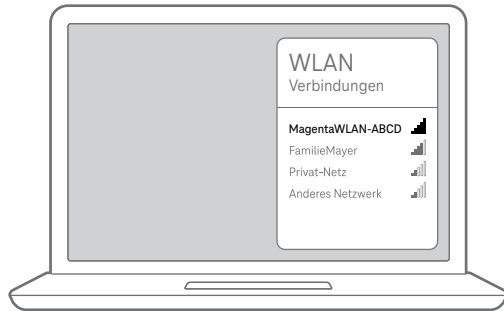 WLAN
Verbindungen
MagentaWLAN-ABCD
FamilieMayer
Privat-Netz
Anderes Netzwerk